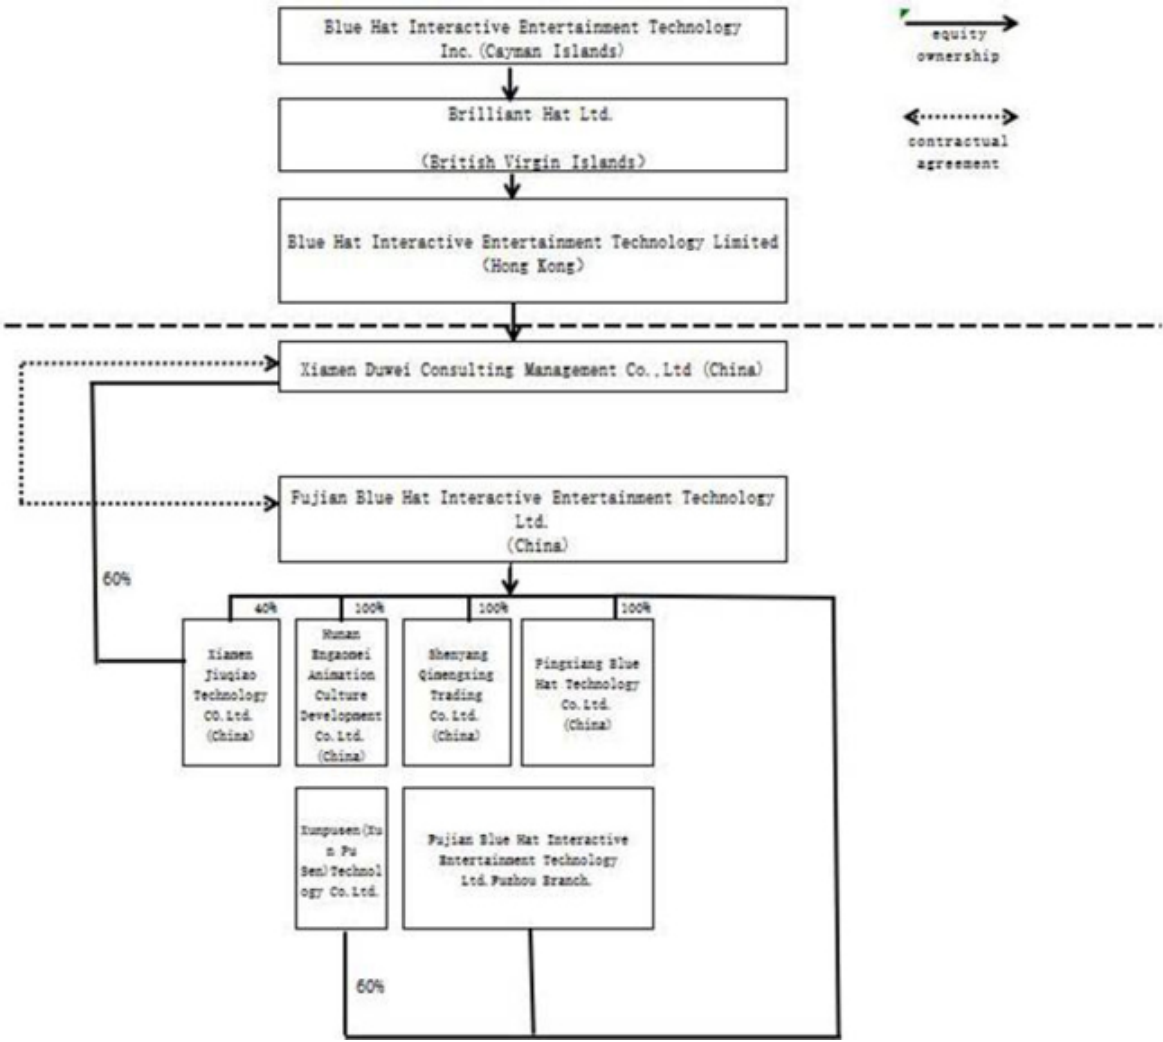 Blue Hat Interactive Entertainment Technology
Inc.(Cayman Islands)
equity
ownership
Brilliant Hat Ltd.
(British Virgin Islands)
contractual
agreement
Blue Hat Interactive Entertainment Technology Limited
(Hong Kong)
Xiamen Duwei Consulting Management Co.,Ltd (China)
Fujian Blue Hat Interactive Entertainment Technology
Ltd.
(China)
60%
40%
100%
100%
100%
Xiamen
Jiuqiao
Technology
CO.Ltd.
(China)
Hunan
Engaomei
Animation
Culture
Development
Co.Ltd.
(China)
Shenyang
Qimengxing
Trading
Co.Ltd.
(China)
Pingxiang Blue
Hat Technology
Co.Ltd.
(China)
Xunpusen(Xu
n Pu
Sen)Technol
ogy Co.Ltd.
Fujian Blue Hat Interactive
Entertainment Technology
Ltd.Fuzhou Branch.
60%